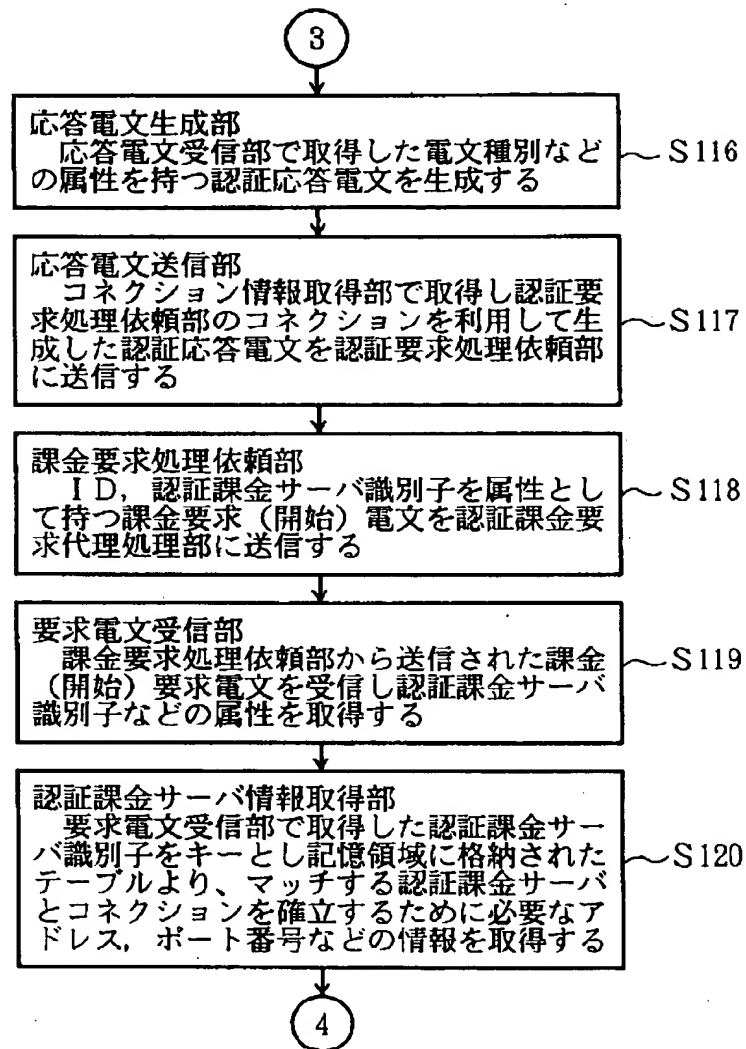 3
応答電文生成部
応答電文受信部で取得した電文種別など
の属性を持つ認証応答電文を生成する
S116
応答電文送信部
コネクション情報取得部で取得し認証要
求処理依頼部のコネクションを利用して生
成した認証応答電文を認証要求処理依頼部
に送信する
S117
課金要求処理依頼部
ID,認証課金サーバ識別子を属性とし
て持つ課金要求(開始)電文を認証課金要
求代理処理部に送信する
S118
要求電文受信部
課金要求処理依頼部から送信された課金
(開始)要求電文を受信し認証課金サーバ
識別子などの属性を取得する
S119
認証課金サーバ情報取得部
要求電文受信部で取得した認証課金サー
バ識別子をキーとし記憶領域に格納された
テーブルより、マッチする認証課金サーバ
とコネクションを確立するために必要なア
ドレス,ポート番号などの情報を取得する
S120
4